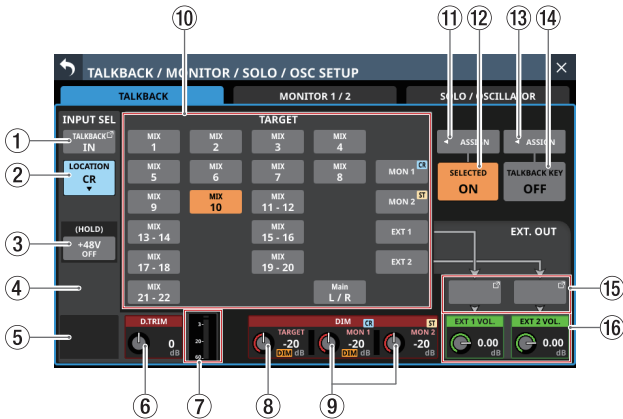 ⑩ ⑪ ⑫ ⑬ ⑭
TALKBACK / MONITOR / SOLO / OSC SETUP
TALKBACK MONITOR 1 / 2 SOLO / OSCILLATOR
INPUT SEL TARGET
① TALKBACK IN
② LOCATION CR
③ (HOLD) +48V OFF
④
⑤
MIX 1 MIX 2 MIX 3 MIX 4
MIX 5 MIX 6 MIX 7 MIX 8 MON 1 CR
MIX 9 MIX 10 MIX 11 - 12 MON 2 ST
MIX 13 - 14 MIX 15 - 16 EXT 1
MIX 17 - 18 MIX 19 - 20 EXT 2
MIX 21 - 22 Main L / R
ASSIGN ASSIGN
SELECTED ON TALKBACK KEY OFF
EXT. OUT
⑮
⑯
D.TRIM 0 dB
3- 20- 60-
DIM
TARGET -20 DIM dB
MON 1 CR -20 DIM dB
MON 2 ST -20 dB
EXT 1 VOL. 0.00 dB
EXT 2 VOL. 0.00 dB
⑥ ⑦ ⑧ ⑨